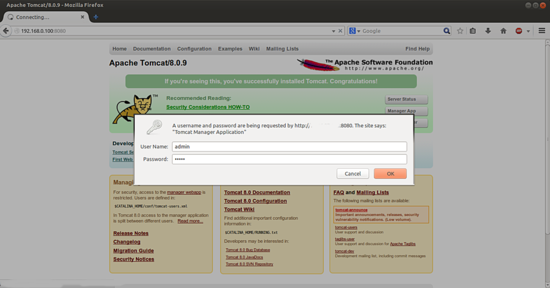 Apache Tomcat/8.0.9 - Mozilla Firefox
Connecting...
192.168.0.100:8080
Google
Home Documentation Configuration Examples Wiki Mailing Lists Find Help
Apache Tomcat/8.0.9
The Apache Software Foundation
http://www.apache.org/
If you're seeing this, you've successfully installed Tomcat. Congratulations!
TM
Recommended Reading:
Security Considerations HOW-TO
Server Status
Manager App
A username and password are being requested by http:// .8080. The site says:
"Tomcat Manager Application"
User Name: admin
Password: •••••
Cancel OK
Develo
Tomcat Se
First Web
Manag
For security, access to the manager webapp is
restricted. Users are defined in:
$CATALINA_HOME/conf/tomcat-users.xml
In Tomcat 8.0 access to the manager application is
split between different users. Read more...
Release Notes
Changelog
Migration Guide
Security Notices
Tomcat 8.0 Documentation
Tomcat 8.0 Configuration
Tomcat Wiki
Find additional important configuration
information in:
$CATALINA_HOME/RUNNING.txt
Developers may be interested in:
Tomcat 8.0 Bug Database
Tomcat 8.0 JavaDocs
Tomcat 8.0 SVN Repository
FAQ and Mailing Lists
The following mailing lists are available:
tomcat-announce
Important announcements, releases, security
vulnerability notifications. (Low volume).
tomcat-users
User support and discussion
taglibs-user
User support and discussion for Apache Taglibs
tomcat-dev
Development mailing list, including commit messages